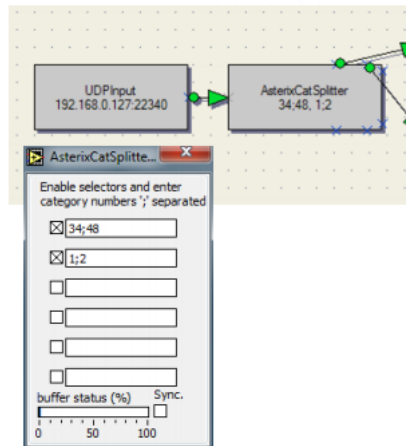 UDPInput
192.168.0.127:22340
AsterixCatSplitter
34;48, 1;2
AsterixCatSplitte...
Enable selectors and enter
category numbers ';' separated
34;48
1;2
buffer status (%)
Sync.
0 50 100